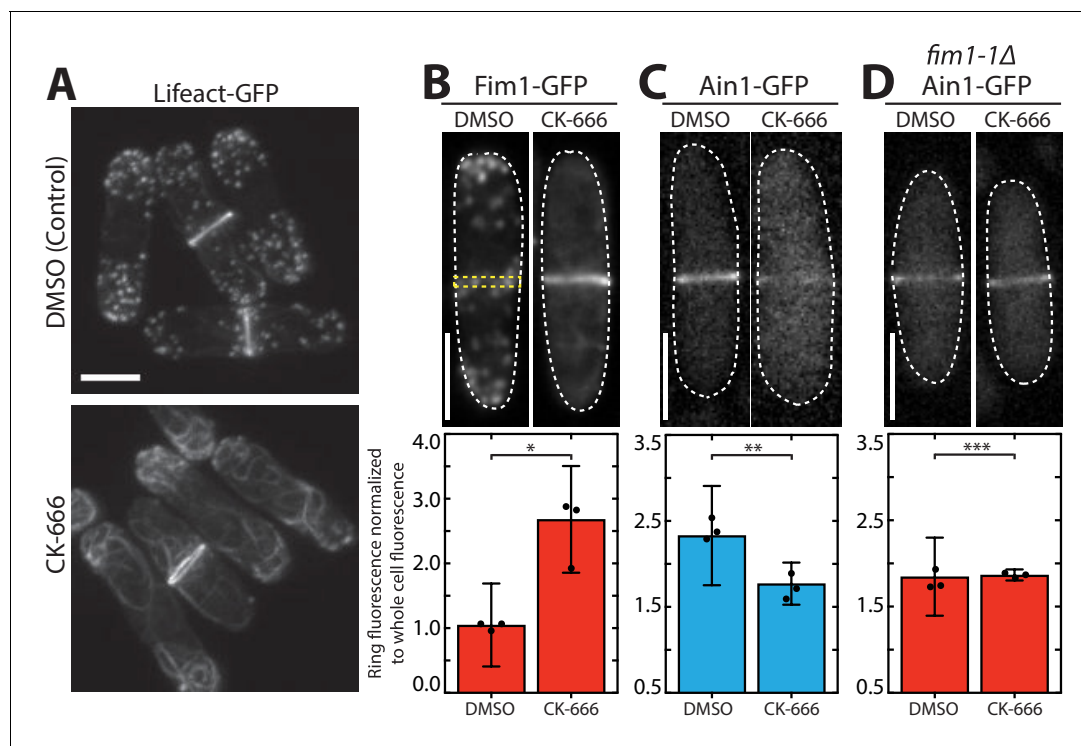 A
Lifeact-GFP
DMSO (Control)
CK-666
B
Fim1-GFP
DMSO CK-666
C
Ain1-GFP
DMSO CK-666
D
fim1-1Δ
Ain1-GFP
DMSO CK-666
Ring fluorescence normalized
to whole cell fluorescence
4.0
3.0
2.0
1.0
0.0
*
DMSO CK-666
3.5
2.5
1.5
0.5
**
DMSO CK-666
3.5
2.5
1.5
0.5
***
DMSO CK-666